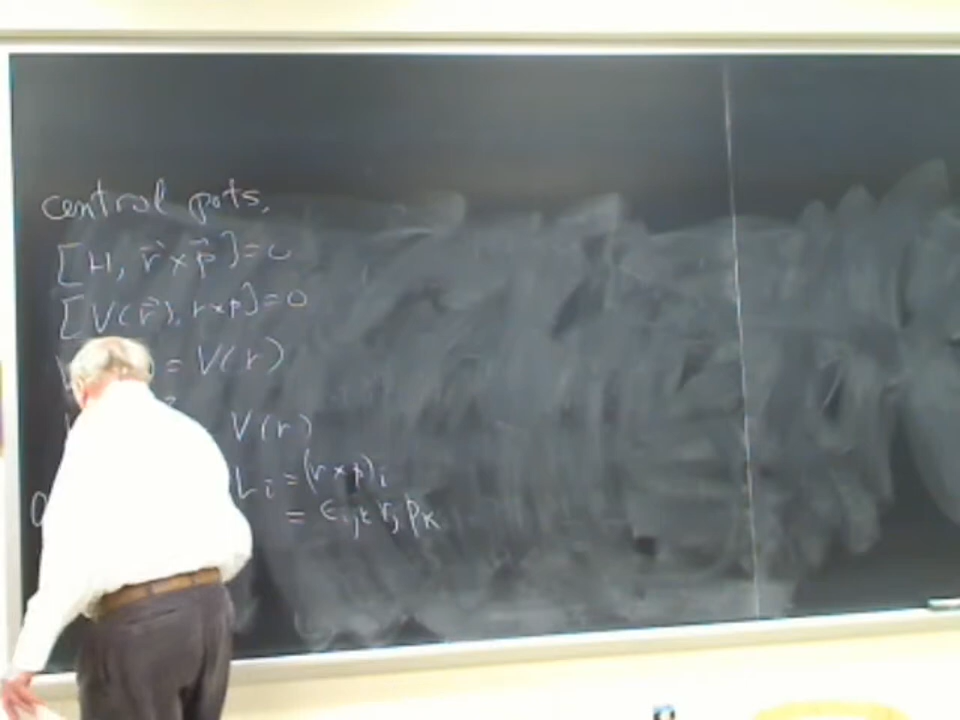 central pots.
[H, r⃗ × p⃗] = 0
[V(r⃗), r×p] = 0
= V(r)
V(r)
L_i = (r × p)_i
= ε_ijk r_j p_k